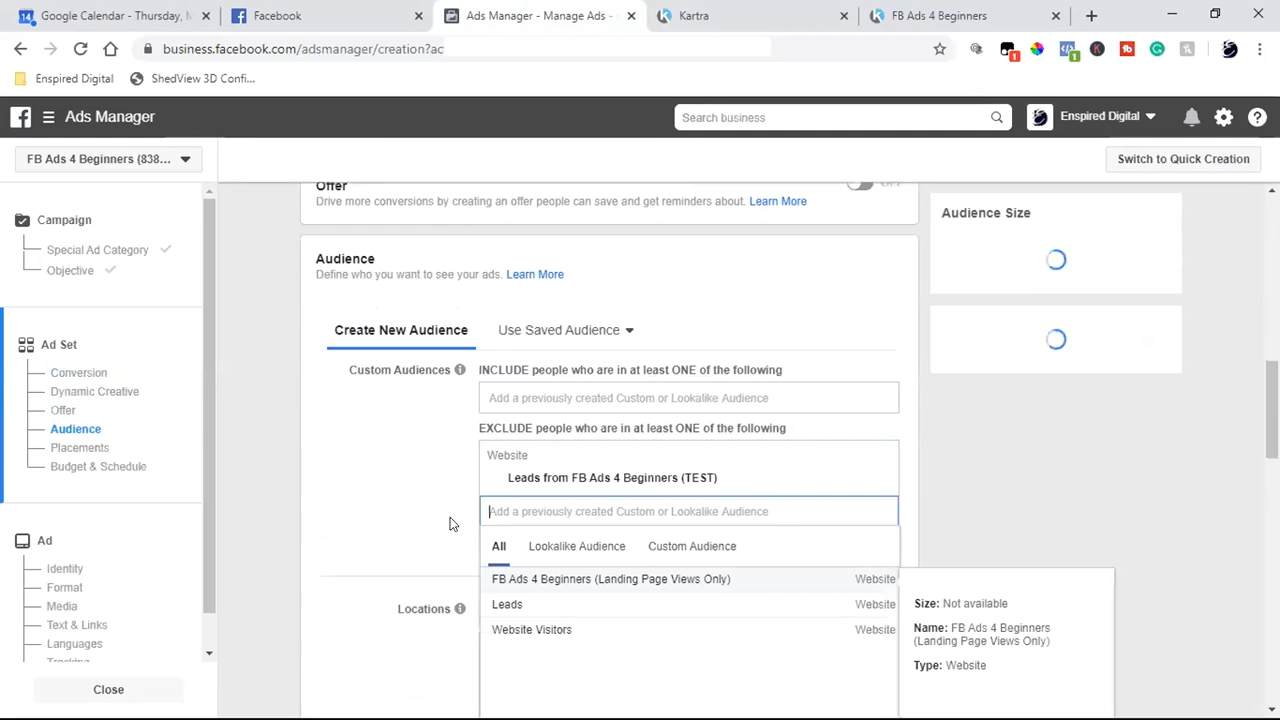 14 Google Calendar - Thursday, M
Facebook
Ads Manager - Manage Ads -
Kartra
FB Ads 4 Beginners
business.facebook.com/adsmanager/creation?ac
1
1
Enspired Digital
ShedView 3D Confi...
Ads Manager
Search business
Enspired Digital
FB Ads 4 Beginners (838...
Switch to Quick Creation
Campaign
Special Ad Category
Objective
Ad Set
Conversion
Dynamic Creative
Offer
Audience
Placements
Budget & Schedule
Ad
Identity
Format
Media
Text & Links
Languages
Tracking
Close
Offer
OFF
Drive more conversions by creating an offer people can save and get reminders about. Learn More
Audience
Define who you want to see your ads. Learn More
Create New Audience
Use Saved Audience
Custom Audiences
INCLUDE people who are in at least ONE of the following
Add a previously created Custom or Lookalike Audience
EXCLUDE people who are in at least ONE of the following
Website
Leads from FB Ads 4 Beginners (TEST)
Add a previously created Custom or Lookalike Audience
All Lookalike Audience Custom Audience
FB Ads 4 Beginners (Landing Page Views Only) Website
Leads Website
Website Visitors Website
Locations
Audience Size
Size: Not available
Name: FB Ads 4 Beginners
(Landing Page Views Only)
Type: Website